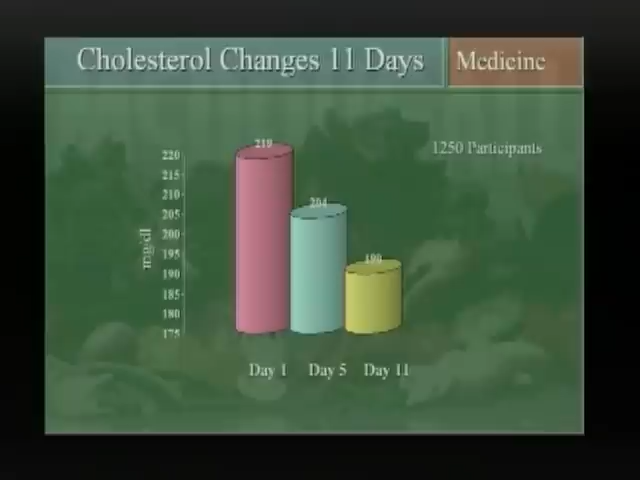 Cholesterol Changes 11 Days
Medicine
1250 Participants
219
204
190
220
215
210
205
200
195
190
185
180
175
mg/dl
Day 1 Day 5 Day 11